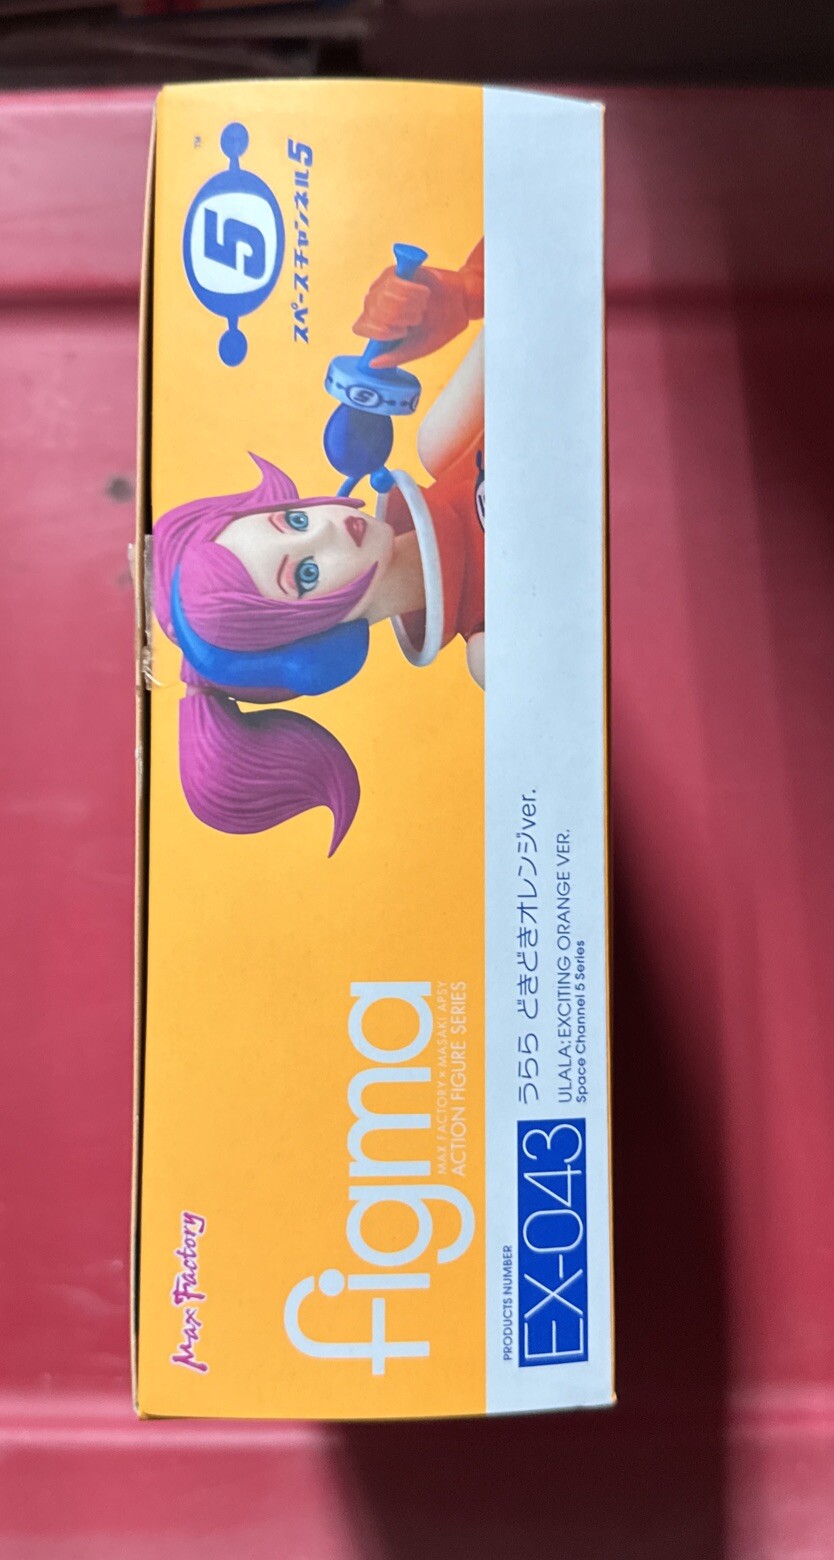 Max Factory
figma
MAX FACTORY × MASAKI APSY
ACTION FIGURE SERIES
5
™
スペースチャンネル5
5
PRODUCTS NUMBER
EX-043
うららどきどきオレンジver.
ULALA: EXCITING ORANGE VER.
Space Channel 5 Series